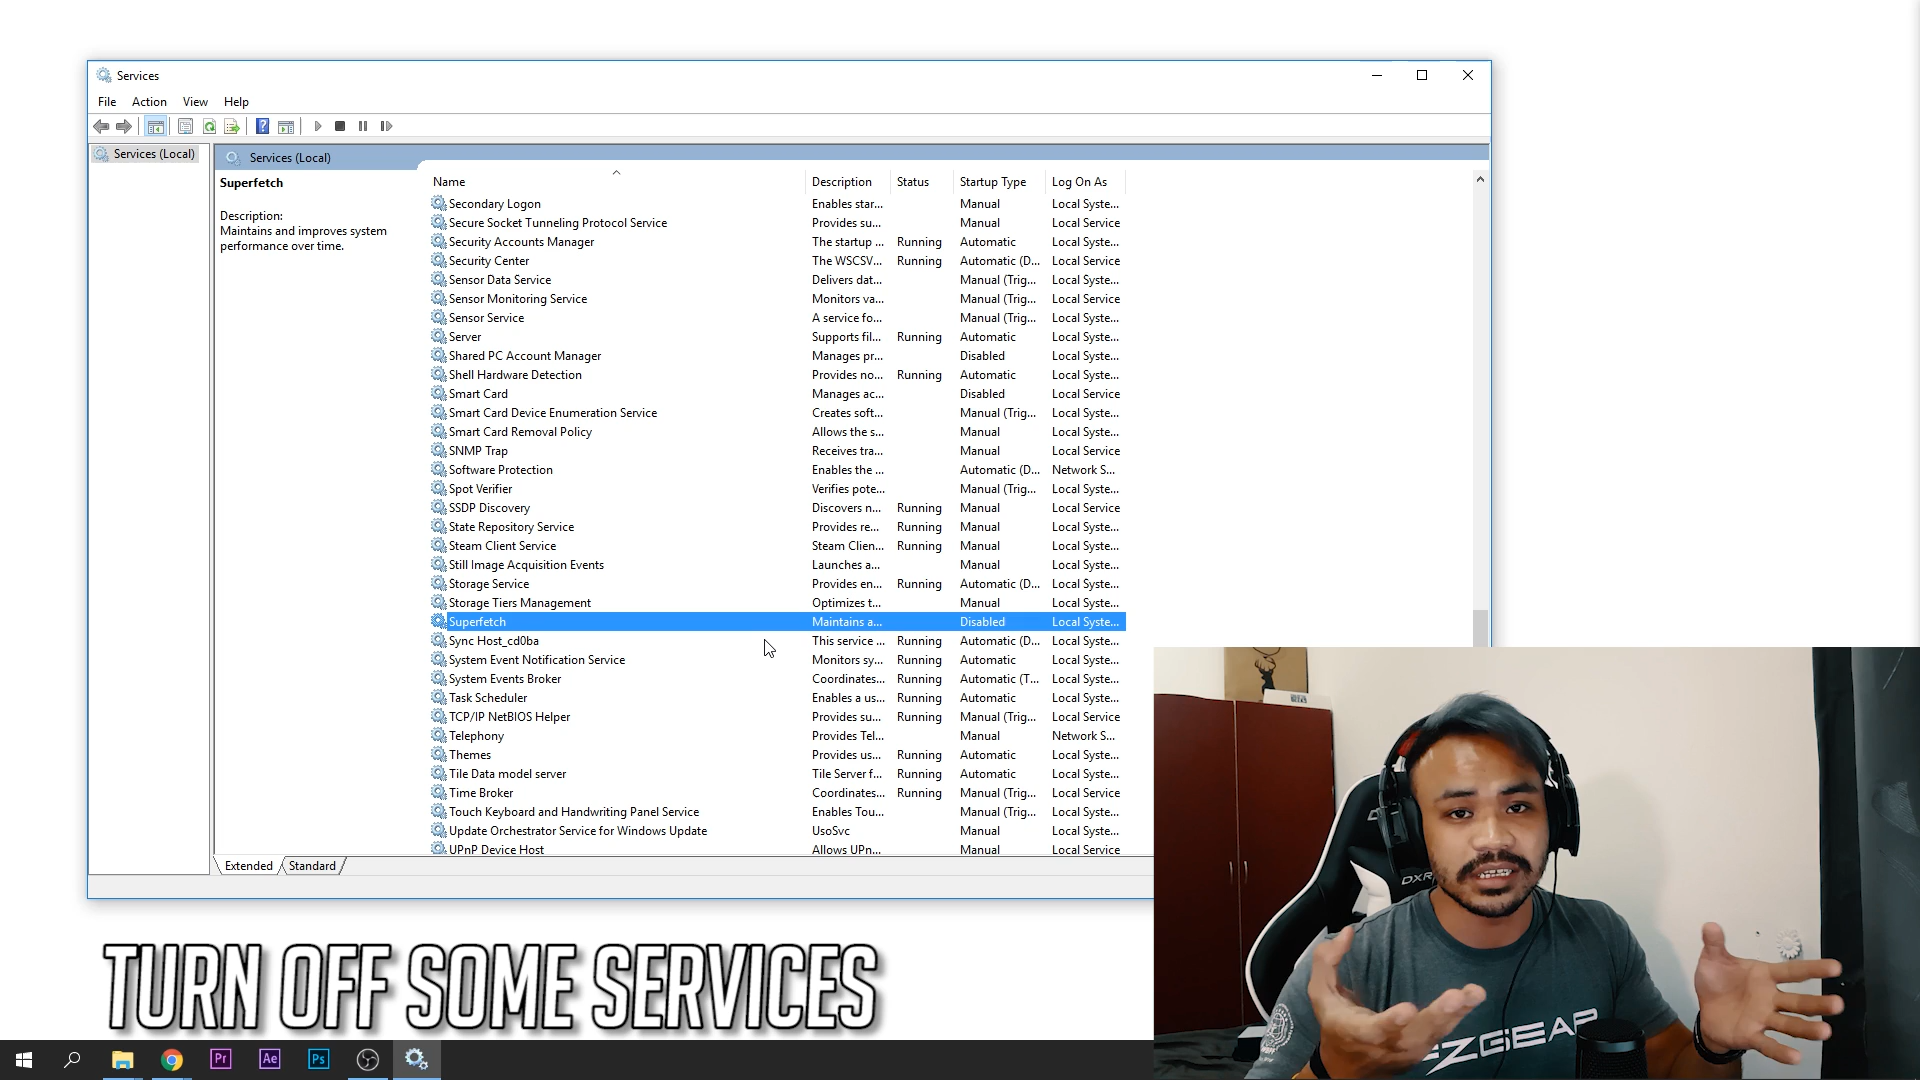 Services
File Action View Help
Services (Local)
Services (Local)
Superfetch
Description:
Maintains and improves system
performance over time.
Name Description Status Startup Type Log On As
Secondary Logon Enables star... Manual Local Syste...
Secure Socket Tunneling Protocol Service Provides su... Manual Local Service
Security Accounts Manager The startup ... Running Automatic Local Syste...
Security Center The WSCSV... Running Automatic (D... Local Service
Sensor Data Service Delivers dat... Manual (Trig... Local Syste...
Sensor Monitoring Service Monitors va... Manual (Trig... Local Service
Sensor Service A service fo... Manual (Trig... Local Syste...
Server Supports fil... Running Automatic Local Syste...
Shared PC Account Manager Manages pr... Disabled Local Syste...
Shell Hardware Detection Provides no... Running Automatic Local Syste...
Smart Card Manages ac... Disabled Local Service
Smart Card Device Enumeration Service Creates soft... Manual (Trig... Local Syste...
Smart Card Removal Policy Allows the s... Manual Local Syste...
SNMP Trap Receives tra... Manual Local Service
Software Protection Enables the ... Automatic (D... Network S...
Spot Verifier Verifies pote... Manual (Trig... Local Syste...
SSDP Discovery Discovers n... Running Manual Local Service
State Repository Service Provides re... Running Manual Local Syste...
Steam Client Service Steam Clien... Running Manual Local Syste...
Still Image Acquisition Events Launches a... Manual Local Syste...
Storage Service Provides en... Running Automatic (D... Local Syste...
Storage Tiers Management Optimizes t... Manual Local Syste...
Superfetch Maintains a... Disabled Local Syste...
Sync Host_cd0ba This service ... Running Automatic (D... Local Syste...
System Event Notification Service Monitors sy... Running Automatic Local Syste...
System Events Broker Coordinates... Running Automatic (T... Local Syste...
Task Scheduler Enables a us... Running Automatic Local Syste...
TCP/IP NetBIOS Helper Provides su... Running Manual (Trig... Local Service
Telephony Provides Tel... Manual Network S...
Themes Provides us... Running Automatic Local Syste...
Tile Data model server Tile Server f... Running Automatic Local Syste...
Time Broker Coordinates... Running Manual (Trig... Local Service
Touch Keyboard and Handwriting Panel Service Enables Tou... Manual (Trig... Local Syste...
Update Orchestrator Service for Windows Update UsoSvc Manual Local Syste...
UPnP Device Host Allows UPn... Manual Local Service
Extended Standard
DXR
TURN OFF SOME SERVICES
Pr Ae Ps